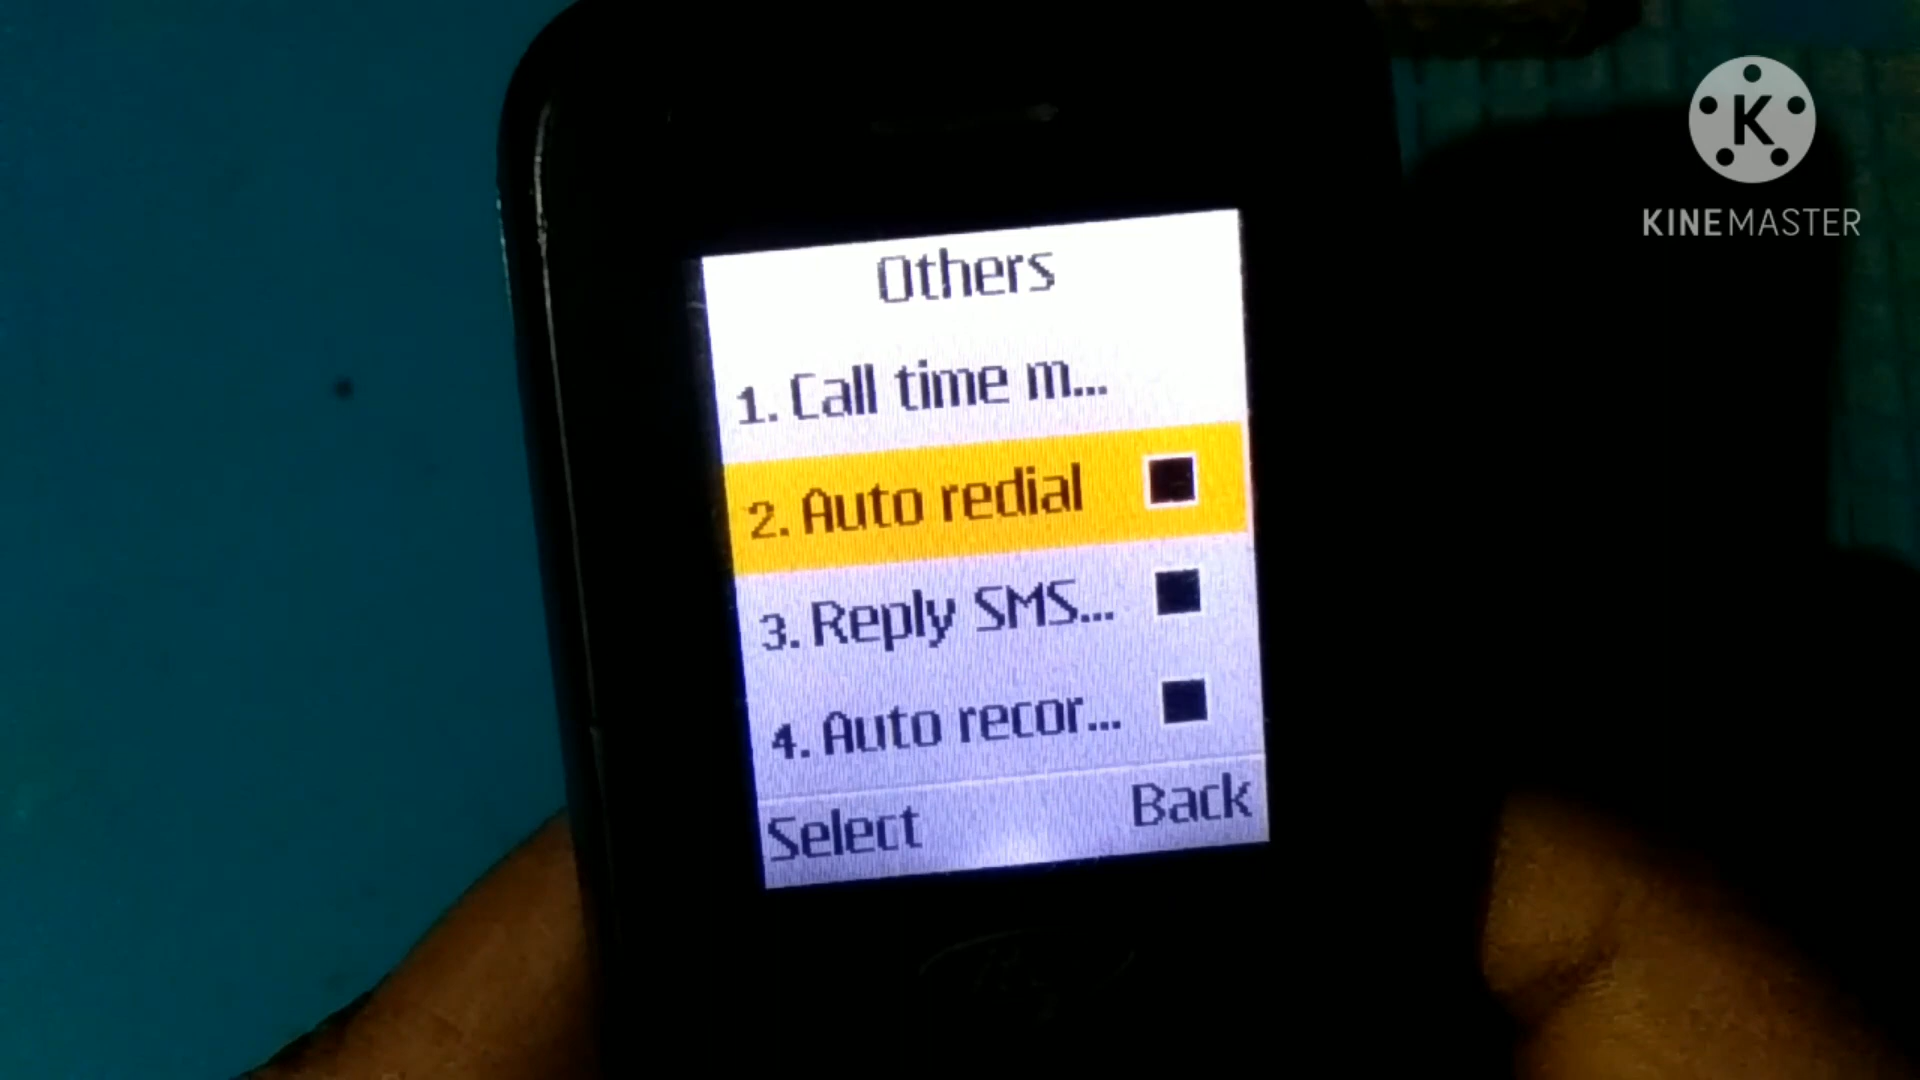 K
KINEMASTER
Others
1. Call time m...
2. Auto redial
3. Reply SMS...
4. Auto recor...
Select Back